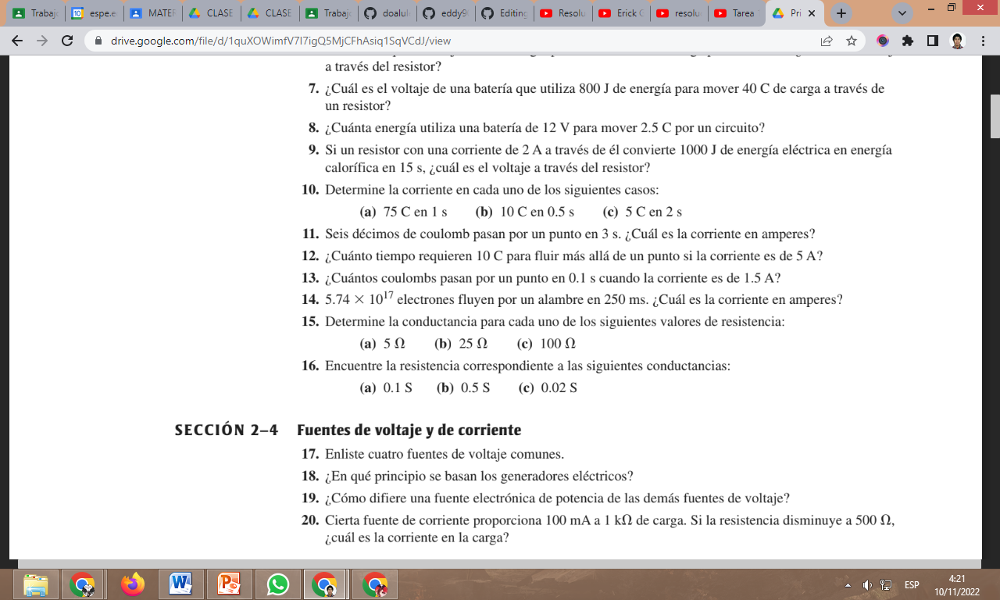 Trabajo
espe.e
MATER
CLASE
CLASE
Trabajo
doalul
eddy9
Editing
Resolu
Erick C
resolu
Tarea
Pri
drive.google.com/file/d/1quXOWimfV7I7igQ5MjCFhAsiq1SqVCdJ/view
a través del resistor?
7. ¿Cuál es el voltaje de una batería que utiliza 800 J de energía para mover 40 C de carga a través de
un resistor?
8. ¿Cuánta energía utiliza una batería de 12 V para mover 2.5 C por un circuito?
9. Si un resistor con una corriente de 2 A a través de él convierte 1000 J de energía eléctrica en energía
calorífica en 15 s, ¿cuál es el voltaje a través del resistor?
10. Determine la corriente en cada uno de los siguientes casos:
(a) 75 C en 1 s (b) 10 C en 0.5 s (c) 5 C en 2 s
11. Seis décimos de coulomb pasan por un punto en 3 s. ¿Cuál es la corriente en amperes?
12. ¿Cuánto tiempo requieren 10 C para fluir más allá de un punto si la corriente es de 5 A?
13. ¿Cuántos coulombs pasan por un punto en 0.1 s cuando la corriente es de 1.5 A?
14. 5.74 × 10¹⁷ electrones fluyen por un alambre en 250 ms. ¿Cuál es la corriente en amperes?
15. Determine la conductancia para cada uno de los siguientes valores de resistencia:
(a) 5 Ω (b) 25 Ω (c) 100 Ω
16. Encuentre la resistencia correspondiente a las siguientes conductancias:
(a) 0.1 S (b) 0.5 S (c) 0.02 S
SECCIÓN 2–4 Fuentes de voltaje y de corriente
17. Enliste cuatro fuentes de voltaje comunes.
18. ¿En qué principio se basan los generadores eléctricos?
19. ¿Cómo difiere una fuente electrónica de potencia de las demás fuentes de voltaje?
20. Cierta fuente de corriente proporciona 100 mA a 1 kΩ de carga. Si la resistencia disminuye a 500 Ω,
¿cuál es la corriente en la carga?
ESP
4:21
10/11/2022